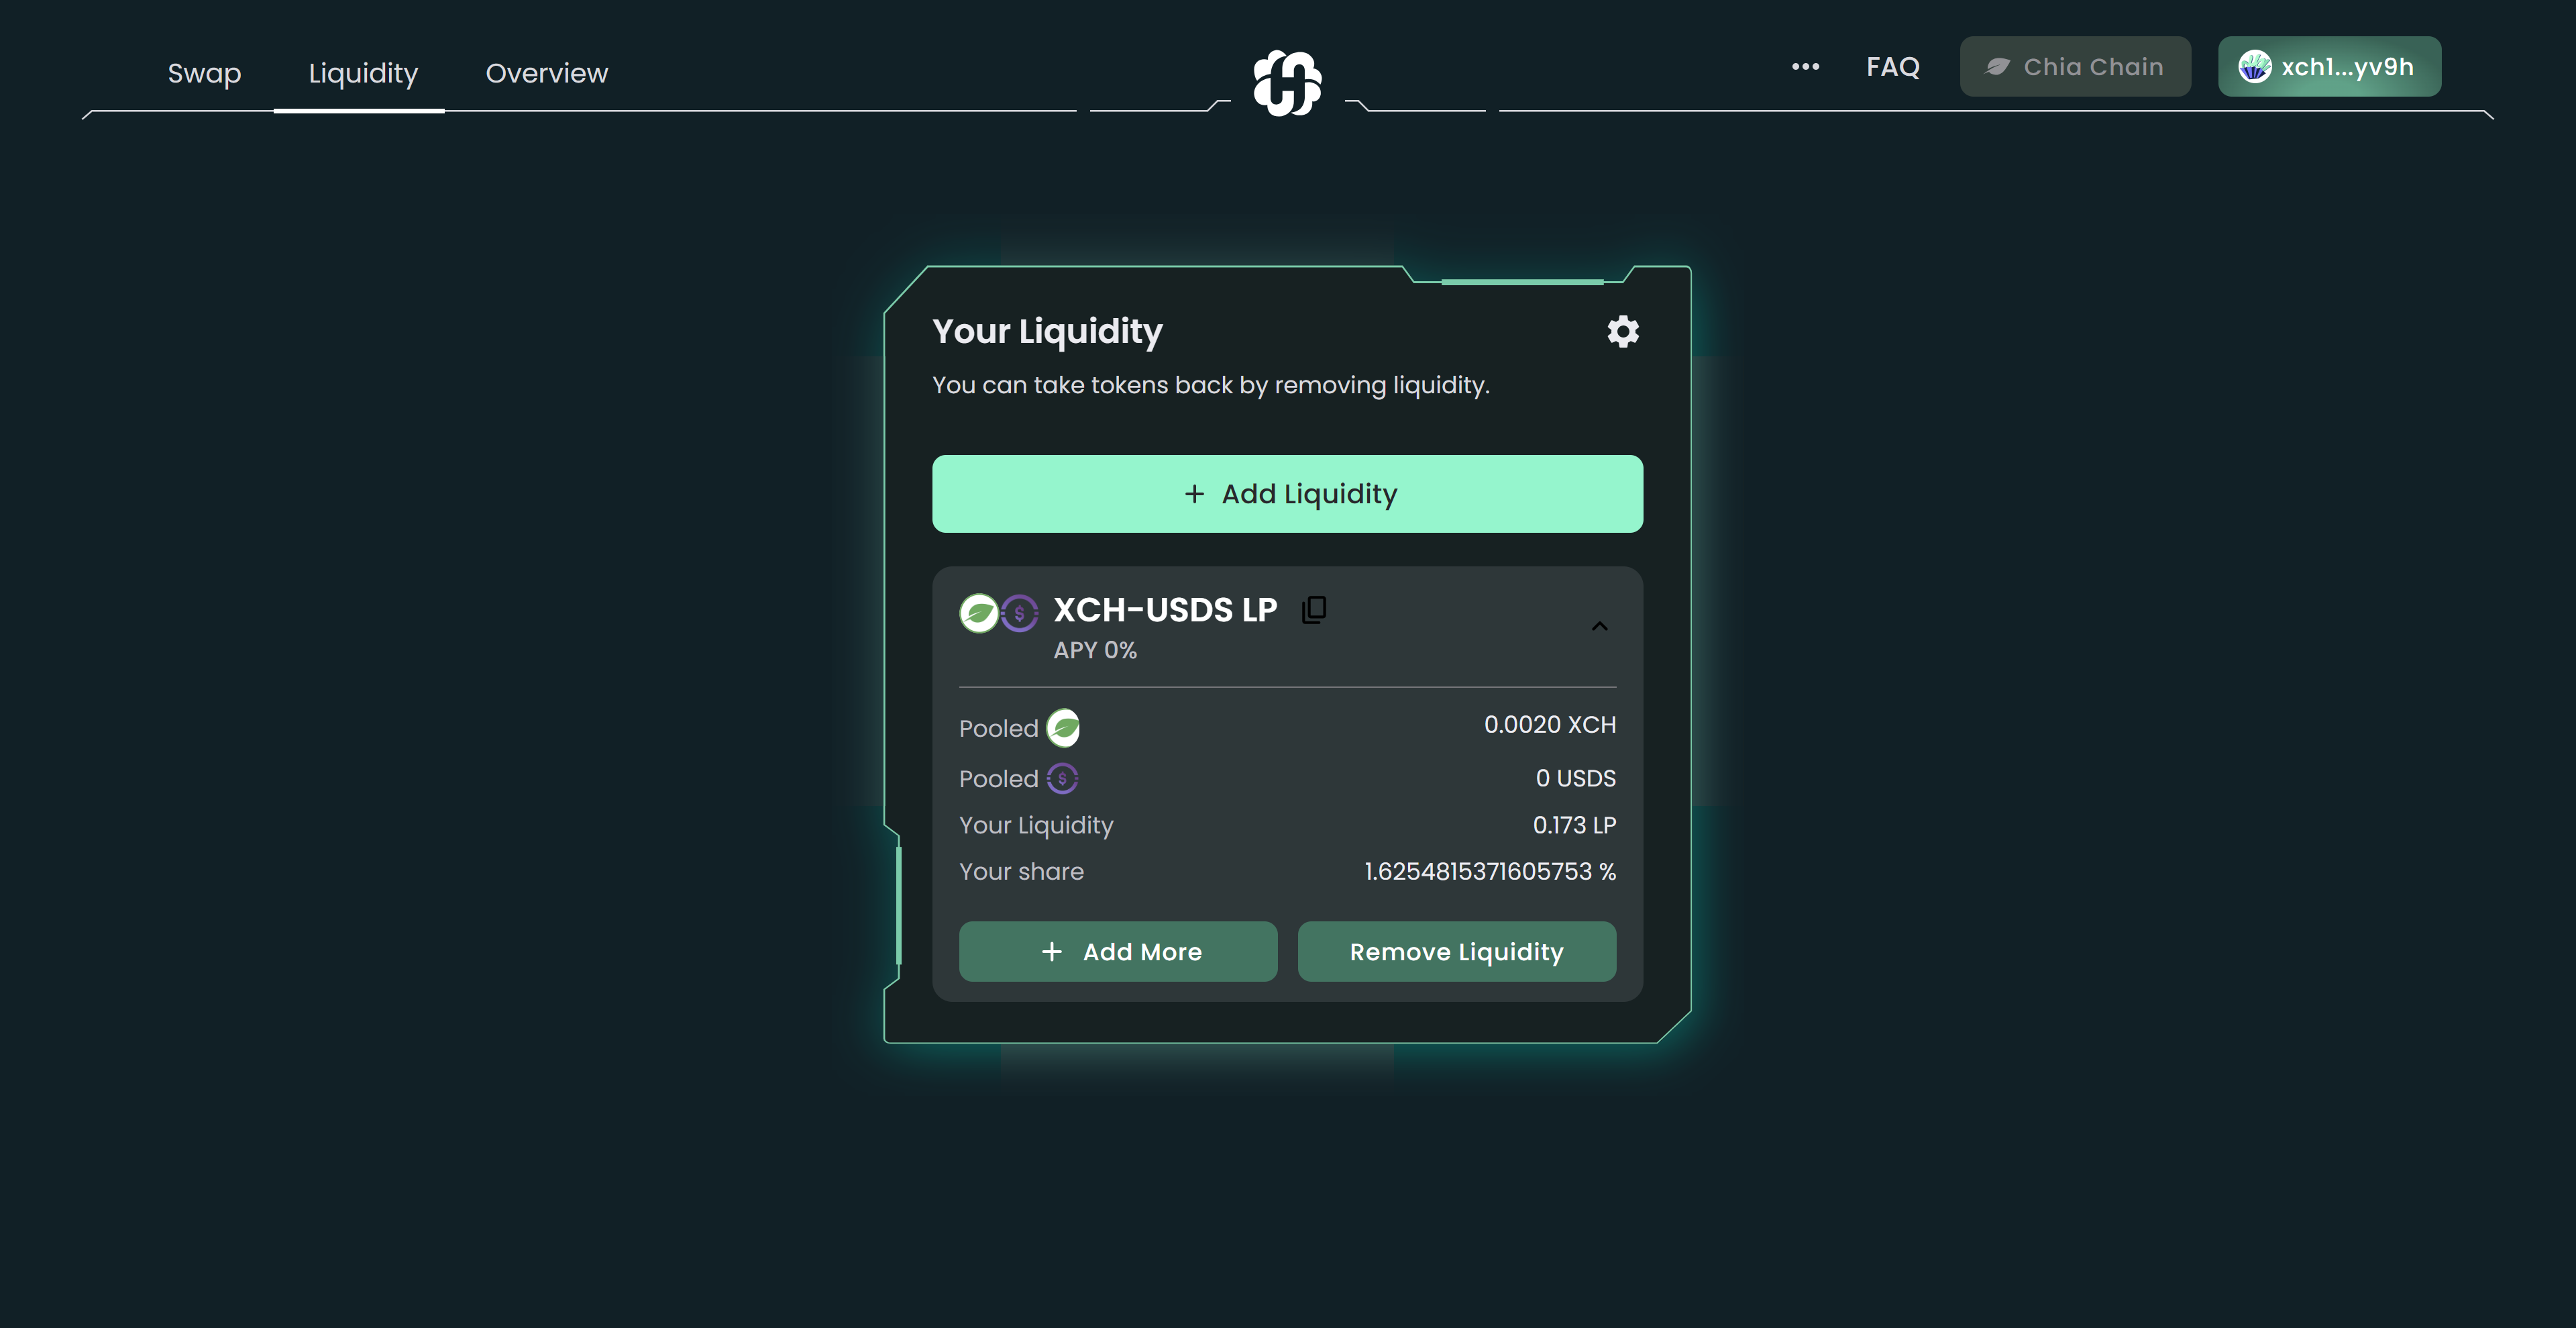 Swap Liquidity Overview ••• FAQ Chia Chain xch1...yv9h
Your Liquidity
You can take tokens back by removing liquidity.
+ Add Liquidity
XCH-USDS LP
APY 0%
Pooled 0.0020 XCH
Pooled $ 0 USDS
Your Liquidity 0.173 LP
Your share 1.6254815371605753 %
+ Add More Remove Liquidity